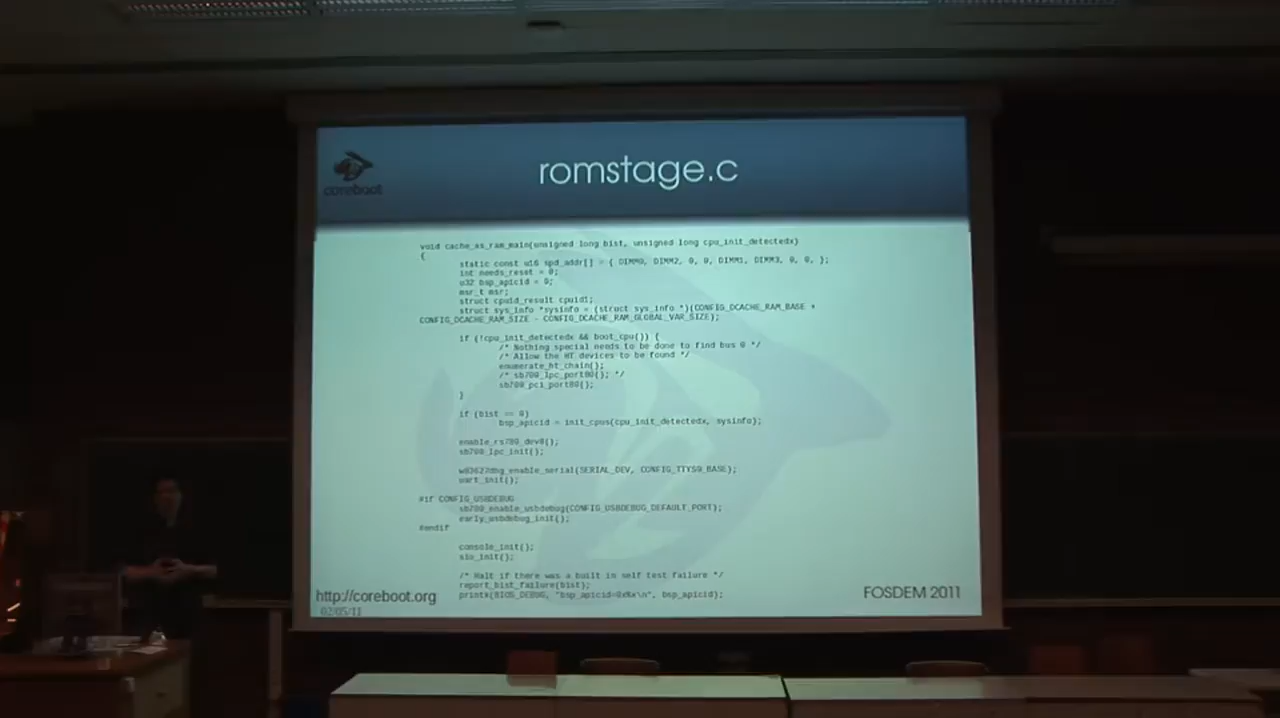 coreboot
romstage.c
void cache_as_ram_main(unsigned long bist, unsigned long cpu_init_detectedx)
{
static const u16 spd_addr[] = { DIMM0, DIMM2, 0, 0, DIMM1, DIMM3, 0, 0, };
int needs_reset = 0;
u32 bsp_apicid = 0;
msr_t msr;
struct cpuid_result cpuid1;
struct sys_info *sysinfo = (struct sys_info *)(CONFIG_DCACHE_RAM_BASE +
CONFIG_DCACHE_RAM_SIZE - CONFIG_DCACHE_RAM_GLOBAL_VAR_SIZE);
if (!cpu_init_detectedx && boot_cpu()) {
/* Nothing special needs to be done to find bus 0 */
/* Allow the HT devices to be found */
enumerate_ht_chain();
/* sb700_lpc_port80(); */
sb700_pci_port80();
}
if (bist == 0)
bsp_apicid = init_cpus(cpu_init_detectedx, sysinfo);
enable_rs780_dev8();
sb700_lpc_init();
w83627dhg_enable_serial(SERIAL_DEV, CONFIG_TTYS0_BASE);
uart_init();
#if CONFIG_USBDEBUG
sb700_enable_usbdebug(CONFIG_USBDEBUG_DEFAULT_PORT);
early_usbdebug_init();
#endif
console_init();
sio_init();
/* Halt if there was a built in self test failure */
report_bist_failure(bist);
printk(BIOS_DEBUG, "bsp_apicid=0x%x\n", bsp_apicid);
http://coreboot.org
FOSDEM 2011
02/05/11